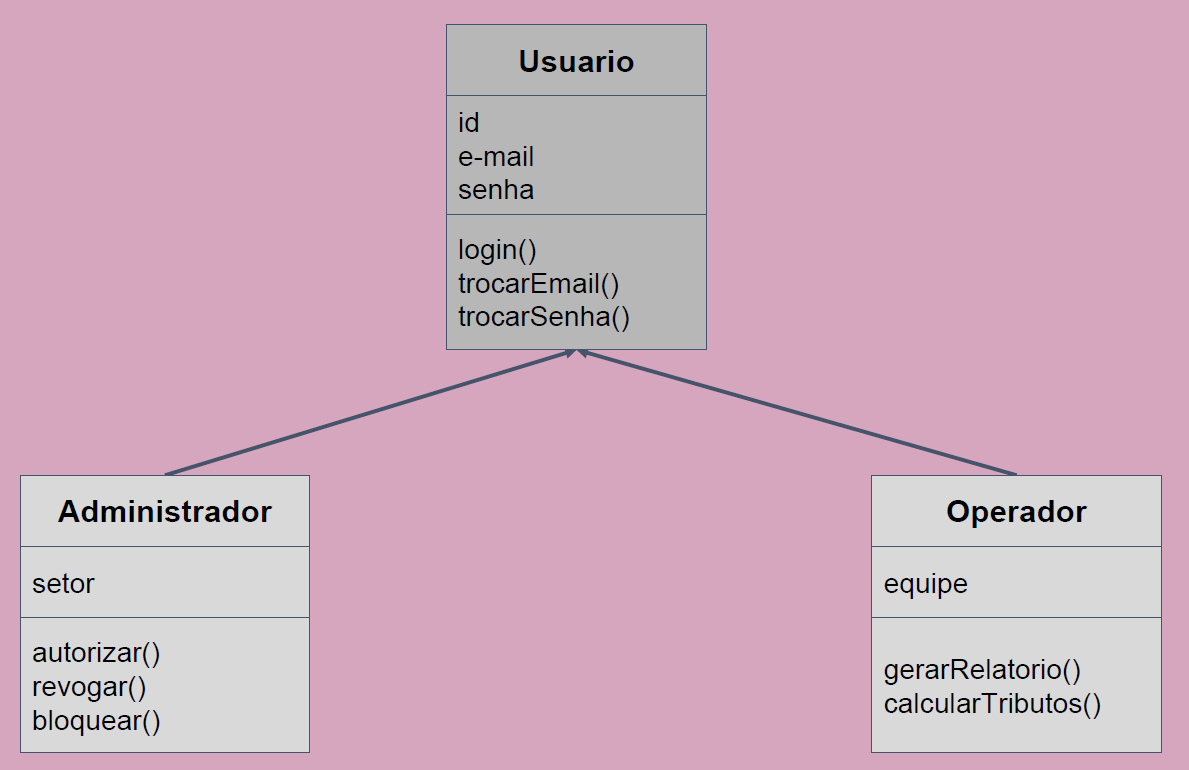 Usuario
id
e-mail
senha
login()
trocarEmail()
trocarSenha()
Administrador
setor
autorizar()
revogar()
bloquear()
Operador
equipe
gerarRelatorio()
calcularTributos()